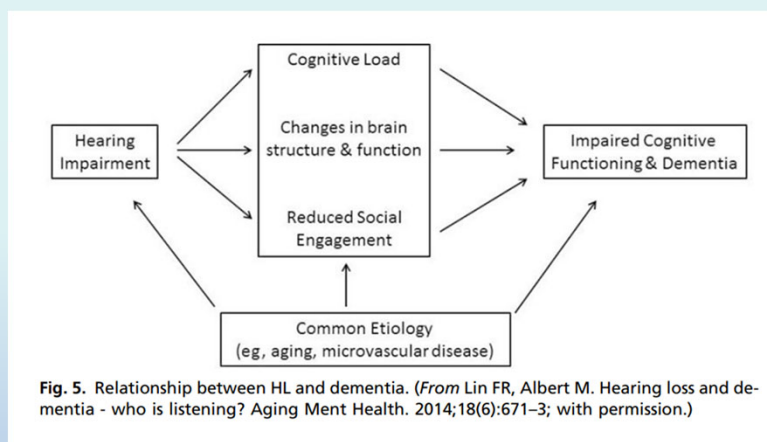 Cognitive Load
Hearing
Impairment
Changes in brain
structure & function
Impaired Cognitive
Functioning & Dementia
Reduced Social
Engagement
Common Etiology
(eg, aging, microvascular disease)
Fig. 5. Relationship between HL and dementia. (From Lin FR, Albert M. Hearing loss and de-
mentia - who is listening? Aging Ment Health. 2014;18(6):671–3; with permission.)